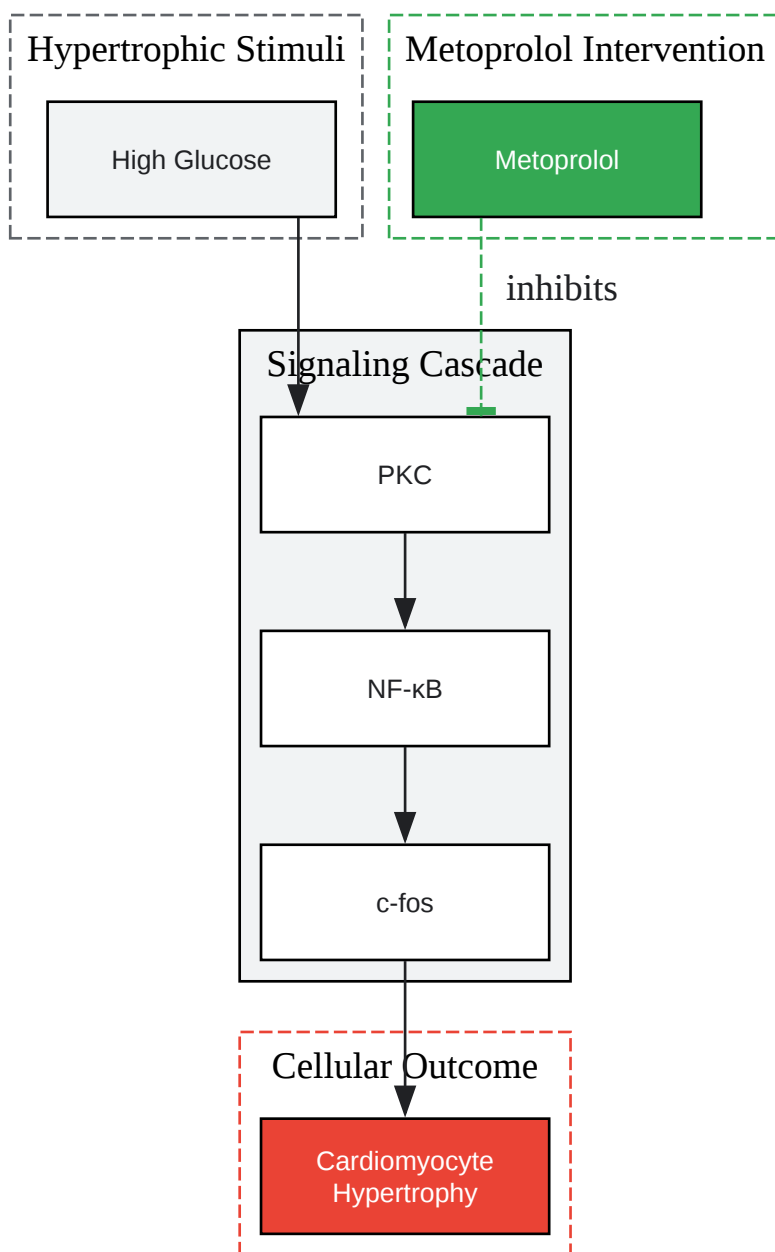 Hypertrophic Stimuli
Metoprolol Intervention
High Glucose
Metoprolol
inhibits
Signaling Cascade
PKC
NF-κB
c-fos
Cellular Outcome
Cardiomyocyte
Hypertrophy